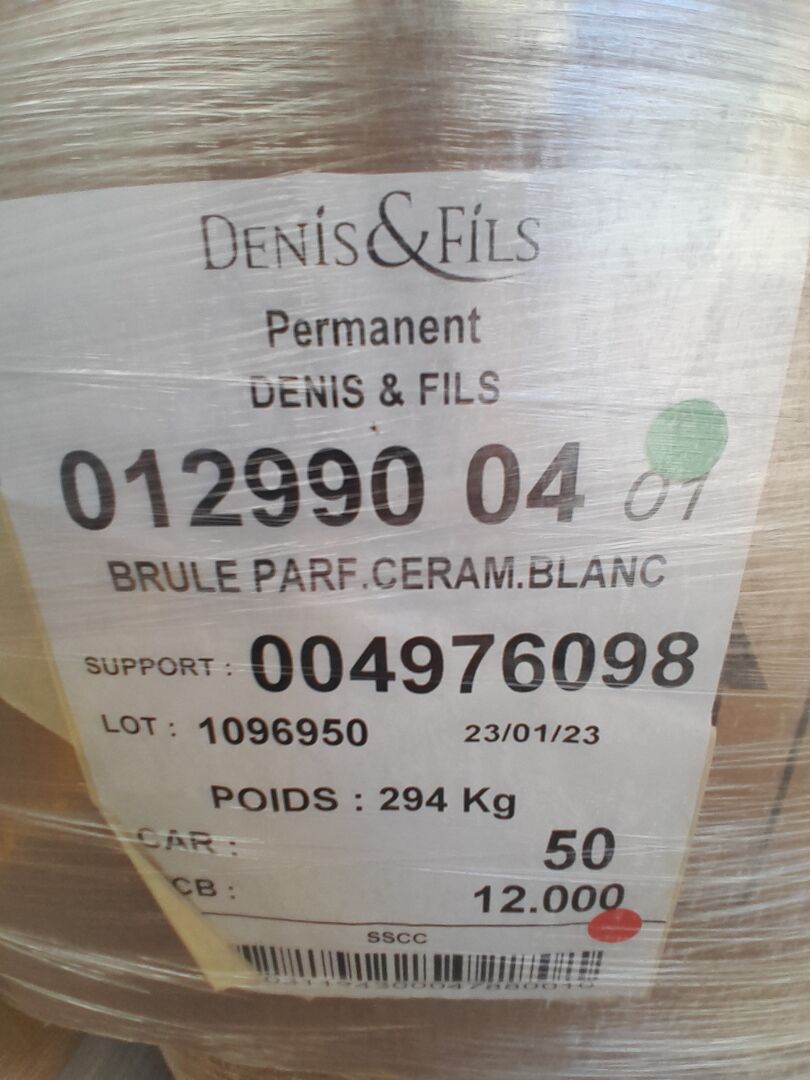 DENIS & FILS
Permanent
DENIS & FILS
012990 04 01
BRULE PARF.CERAM.BLANC
SUPPORT : 004976098
LOT : 1096950 23/01/23
POIDS : 294 Kg
CAR : 50
CB : 12.000
SSCC